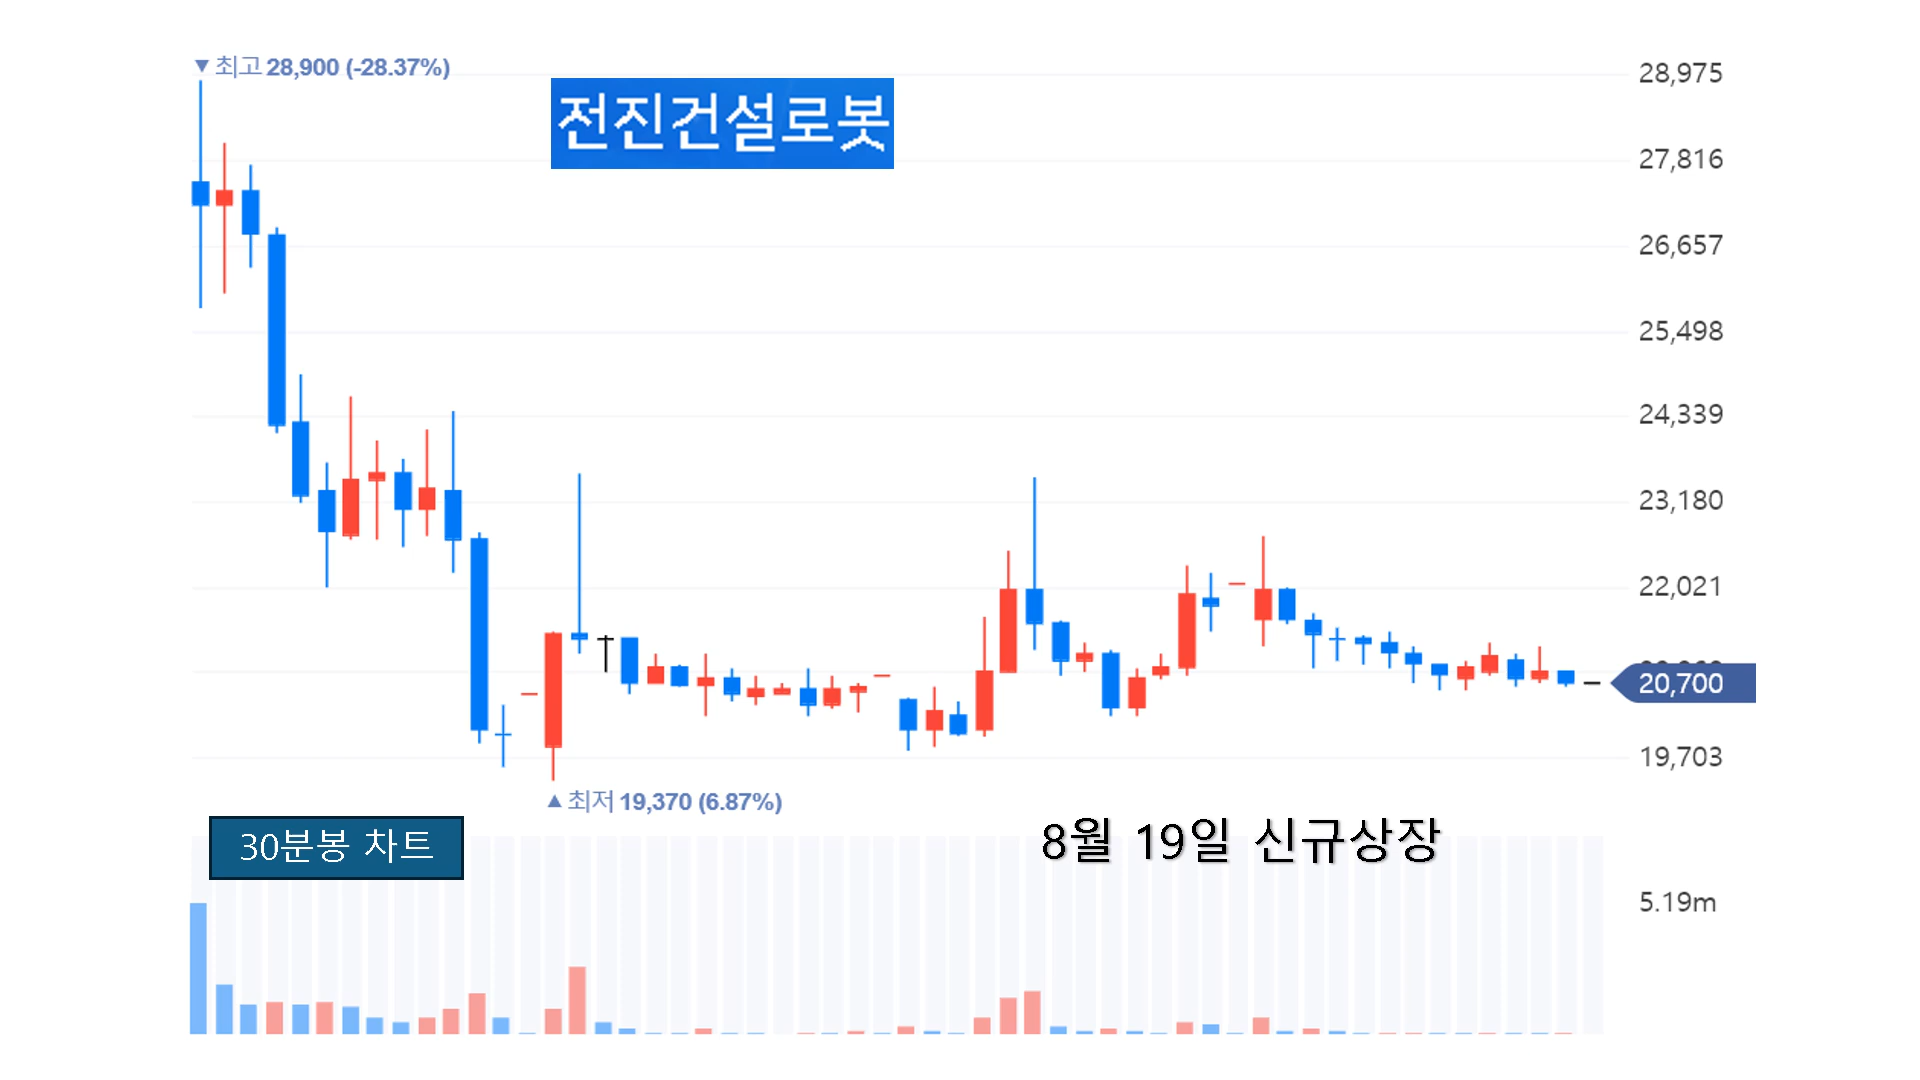 ▼최고 28,900 (-28.37%)
전진건설로봇
28,975
27,816
26,657
25,498
24,339
23,180
22,021
20,700
19,703
▲최저 19,370 (6.87%)
30분봉 차트
8월 19일 신규상장
5.19m